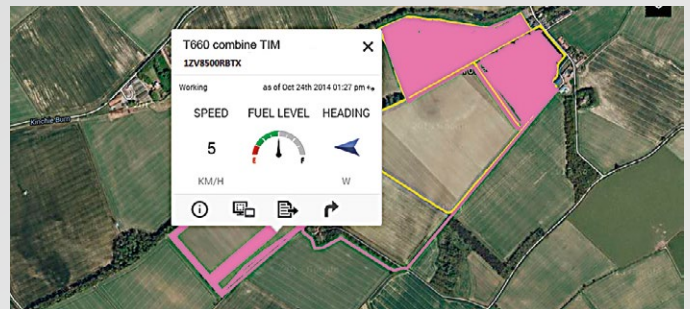 T660 combine TIM
1ZV8500RBTX
Working as of Oct 24th 2014 01:27 pm
SPEED FUEL LEVEL HEADING
5
E F
KM/H W